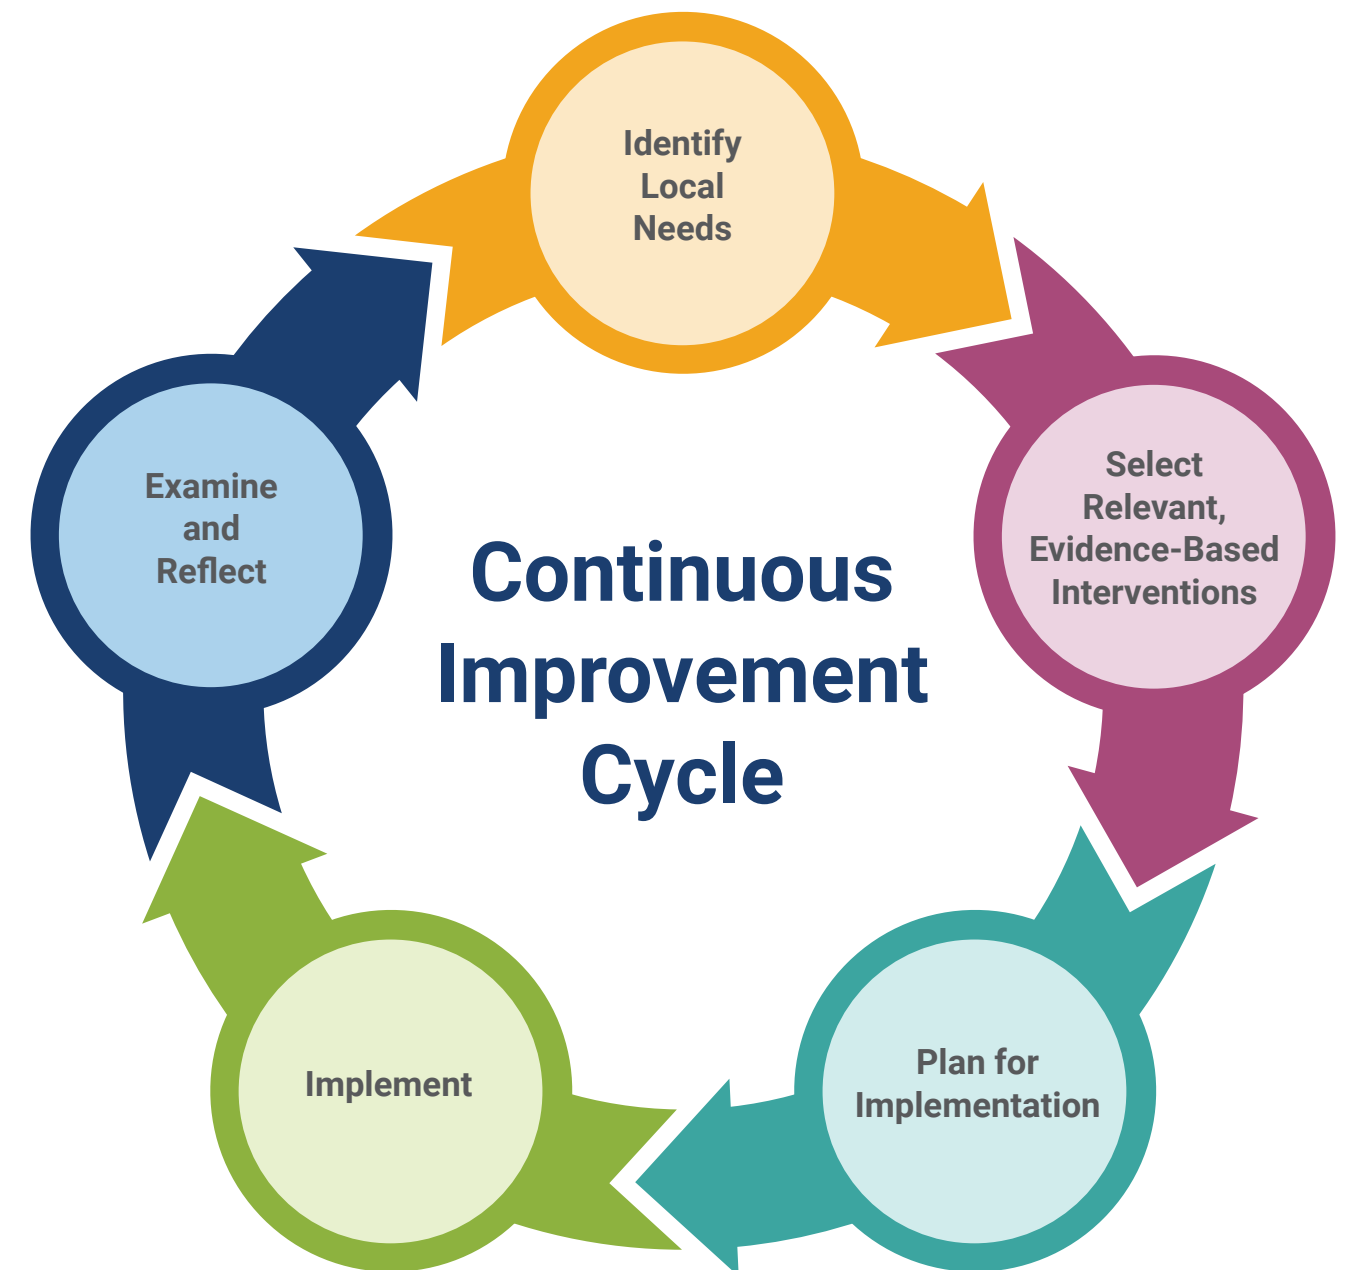 Identify
Local
Needs
Select
Relevant,
Evidence-Based
Interventions
Plan for
Implementation
Implement
Examine
and
Reflect
Continuous
Improvement
Cycle